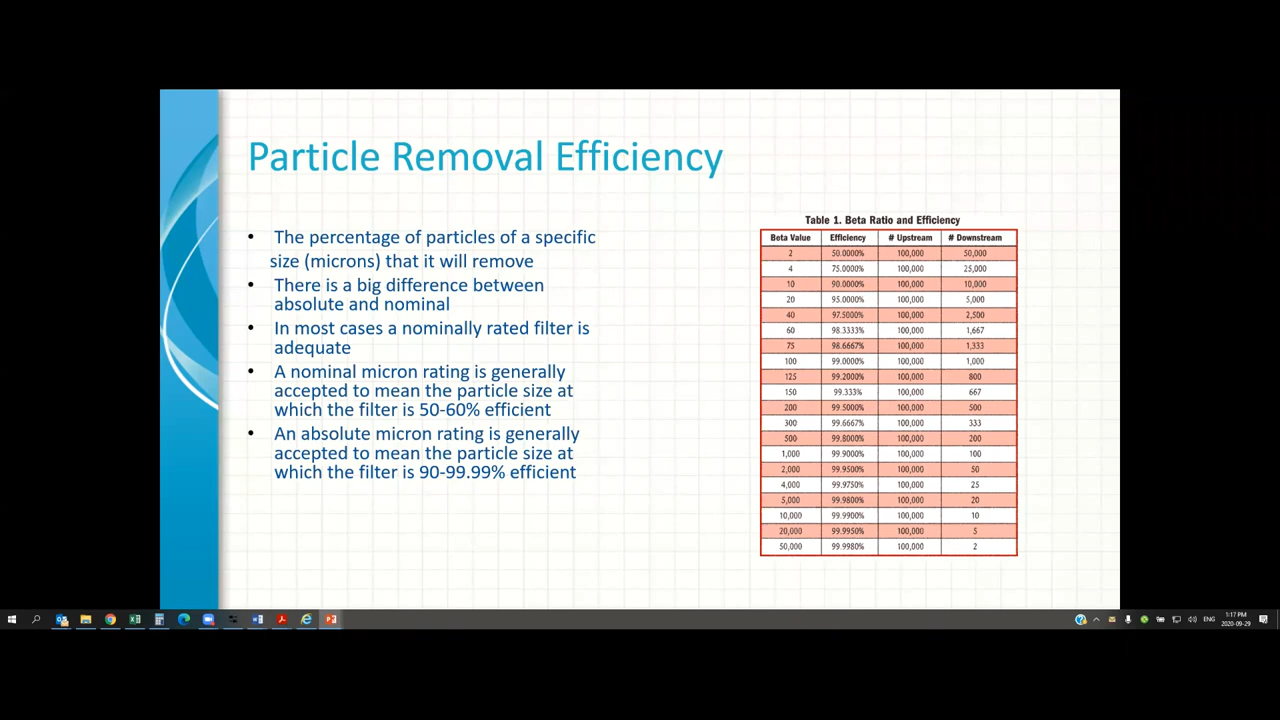 Particle Removal Efficiency
• The percentage of particles of a specific
size (microns) that it will remove
• There is a big difference between
absolute and nominal
• In most cases a nominally rated filter is
adequate
• A nominal micron rating is generally
accepted to mean the particle size at
which the filter is 50-60% efficient
• An absolute micron rating is generally
accepted to mean the particle size at
which the filter is 90-99.99% efficient
Table 1. Beta Ratio and Efficiency
Beta Value Efficiency # Upstream # Downstream
2 50.0000% 100,000 50,000
4 75.0000% 100,000 25,000
10 90.0000% 100,000 10,000
20 95.0000% 100,000 5,000
40 97.5000% 100,000 2,500
60 98.3333% 100,000 1,667
75 98.6667% 100,000 1,333
100 99.0000% 100,000 1,000
125 99.2000% 100,000 800
150 99.333% 100,000 667
200 99.5000% 100,000 500
300 99.6667% 100,000 333
500 99.8000% 100,000 200
1,000 99.9000% 100,000 100
2,000 99.9500% 100,000 50
4,000 99.9750% 100,000 25
5,000 99.9800% 100,000 20
10,000 99.9900% 100,000 10
20,000 99.9950% 100,000 5
50,000 99.9980% 100,000 2
ENG
1:17 PM
2020-09-29